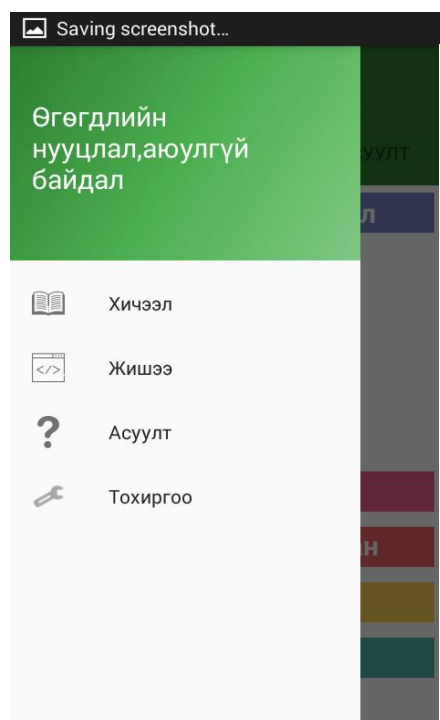 Saving screenshot...
Өгөгдлийн
нууцлал,аюулгүй
байдал
Хичээл
Жишээ
</>
Асуулт
Тохиргоо